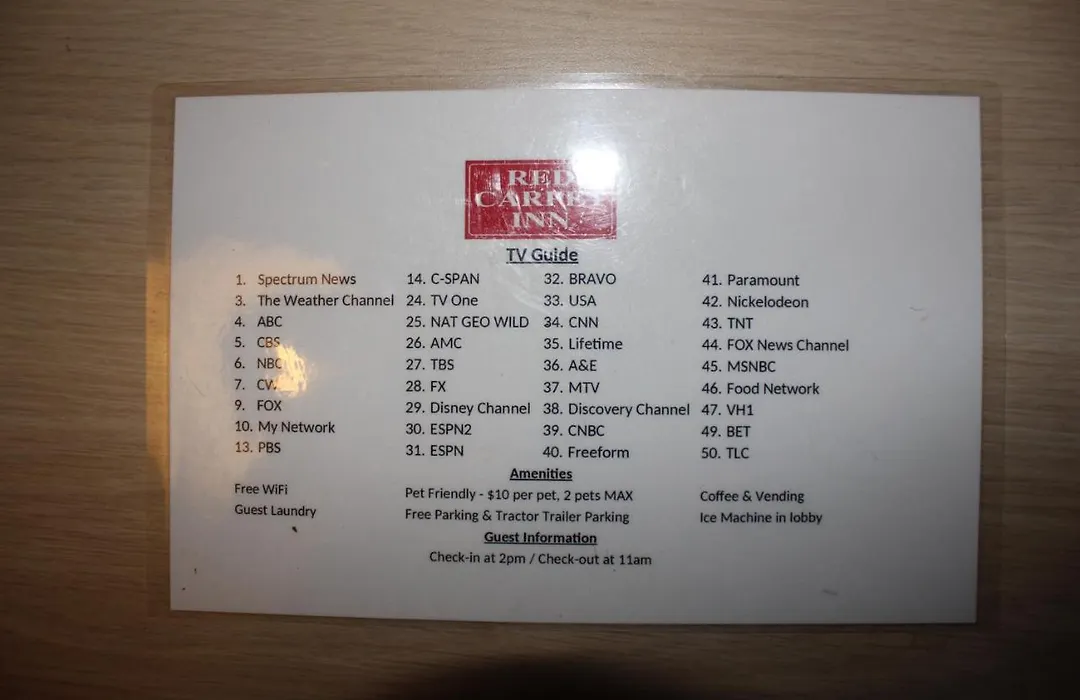 RED
CARPET
INN
TV Guide
1. Spectrum News
3. The Weather Channel
4. ABC
5. CBS
6. NBC
7. CW
9. FOX
10. My Network
13. PBS
14. C-SPAN
24. TV One
25. NAT GEO WILD
26. AMC
27. TBS
28. FX
29. Disney Channel
30. ESPN2
31. ESPN
32. BRAVO
33. USA
34. CNN
35. Lifetime
36. A&E
37. MTV
38. Discovery Channel
39. CNBC
40. Freeform
41. Paramount
42. Nickelodeon
43. TNT
44. FOX News Channel
45. MSNBC
46. Food Network
47. VH1
49. BET
50. TLC
Amenities
Free WiFi
Guest Laundry
Pet Friendly - $10 per pet, 2 pets MAX
Free Parking & Tractor Trailer Parking
Coffee & Vending
Ice Machine in lobby
Guest Information
Check-in at 2pm / Check-out at 11am